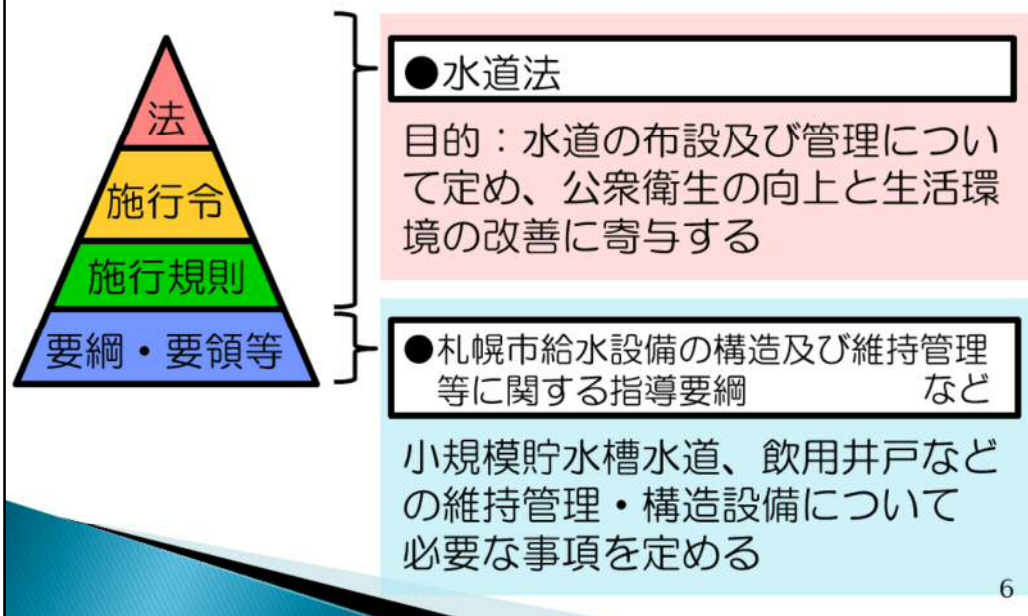 法
施行令
施行規則
要綱・要領等
●水道法
目的：水道の布設及び管理につい
て定め、公衆衛生の向上と生活環
境の改善に寄与する
●札幌市給水設備の構造及び維持管理
等に関する指導要綱 など
小規模貯水槽水道、飲用井戸など
の維持管理・構造設備について
必要な事項を定める
6